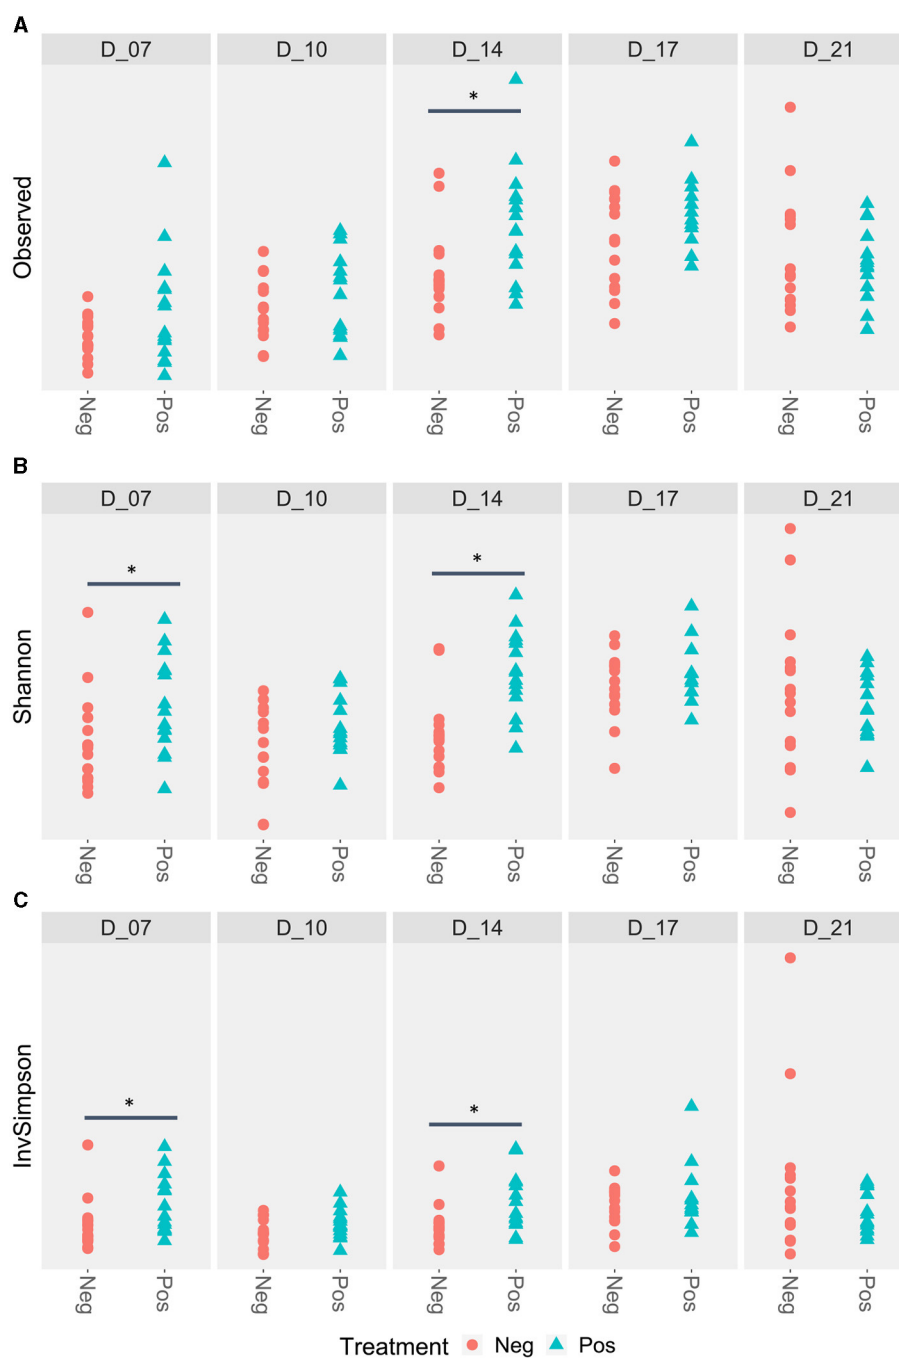 A
D_07 D_10 D_14 D_17 D_21
*
Observed
Neg Pos Neg Pos Neg Pos Neg Pos Neg Pos
B
D_07 D_10 D_14 D_17 D_21
* *
Shannon
Neg Pos Neg Pos Neg Pos Neg Pos Neg Pos
C
D_07 D_10 D_14 D_17 D_21
* *
InvSimpson
Neg Pos Neg Pos Neg Pos Neg Pos Neg Pos
Treatment Neg Pos